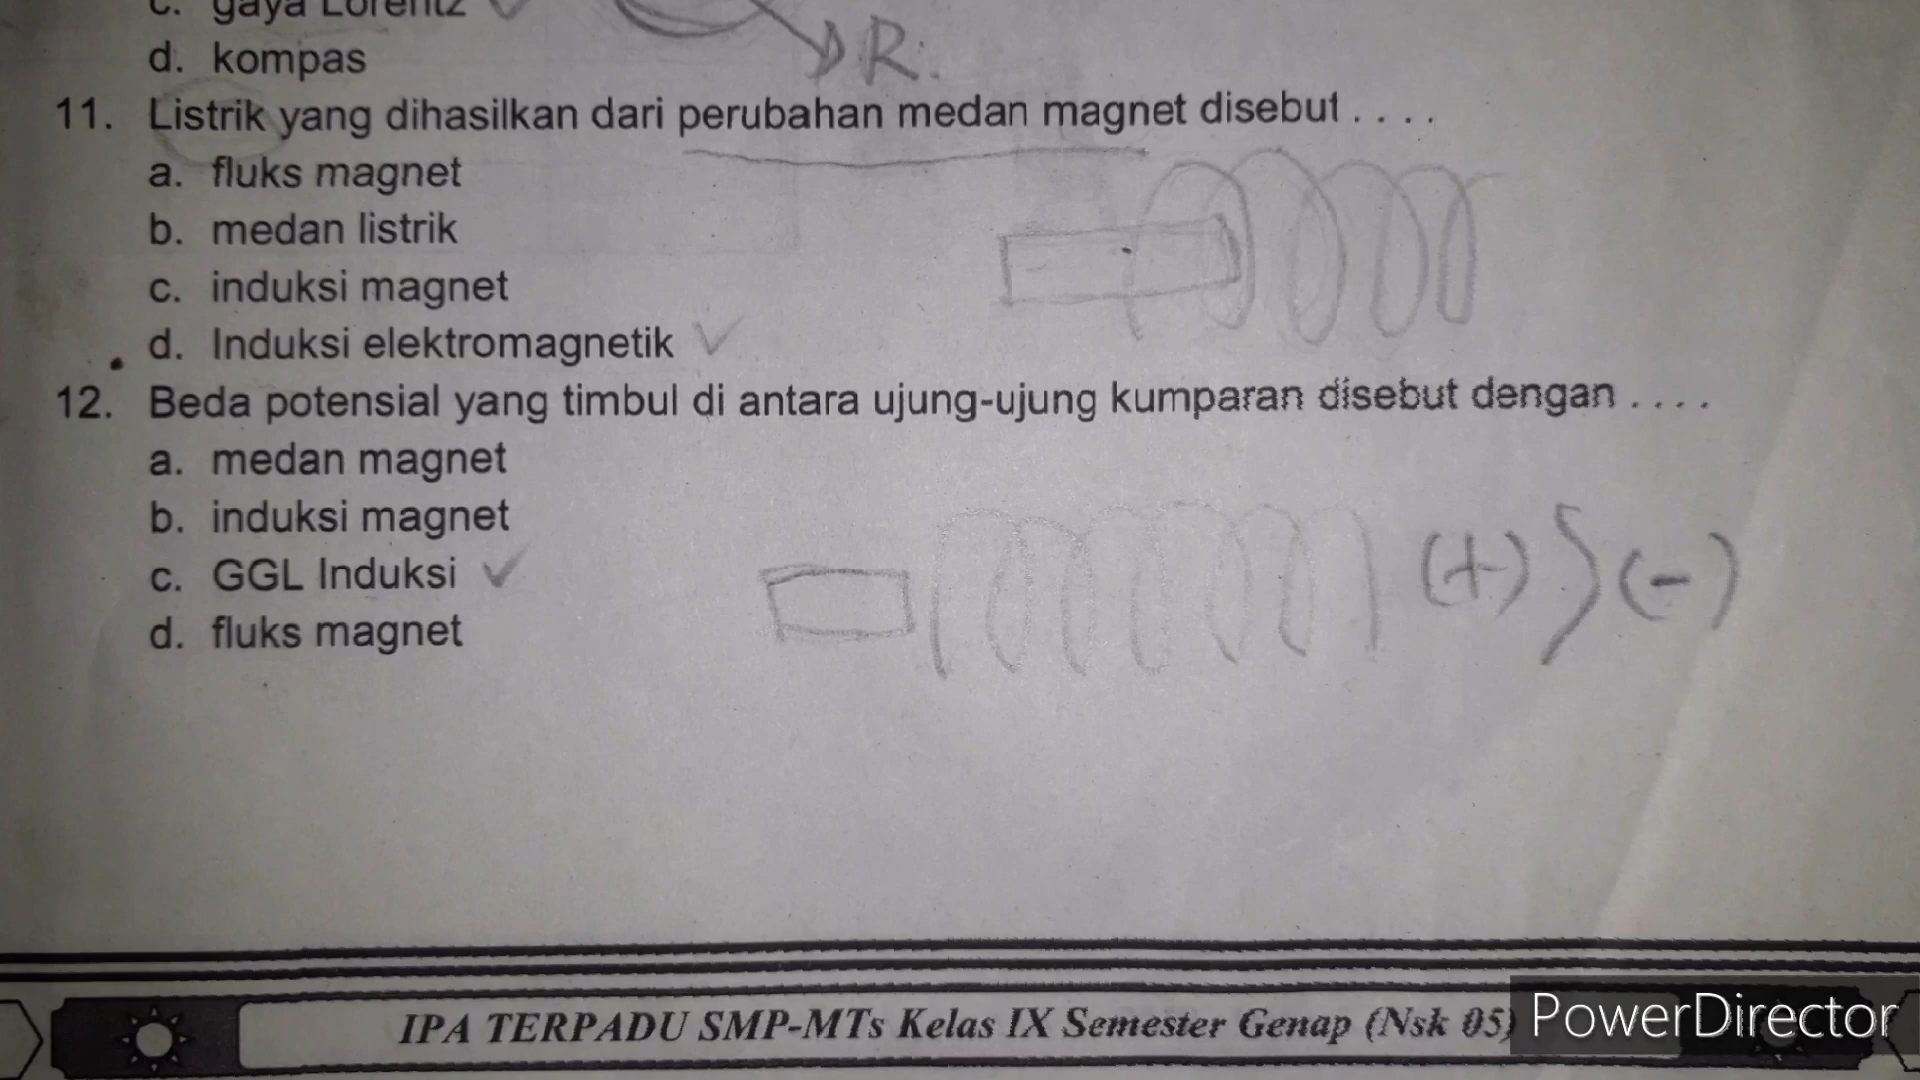 c. gaya Lorentz
d. kompas
R.
11. Listrik yang dihasilkan dari perubahan medan magnet disebut . . . .
a. fluks magnet
b. medan listrik
c. induksi magnet
d. Induksi elektromagnetik
12. Beda potensial yang timbul di antara ujung-ujung kumparan disebut dengan . . . .
a. medan magnet
b. induksi magnet
c. GGL Induksi
d. fluks magnet
(+) (-)
IPA TERPADU SMP-MTs Kelas IX Semester Genap (Nsk 05)
PowerDirector